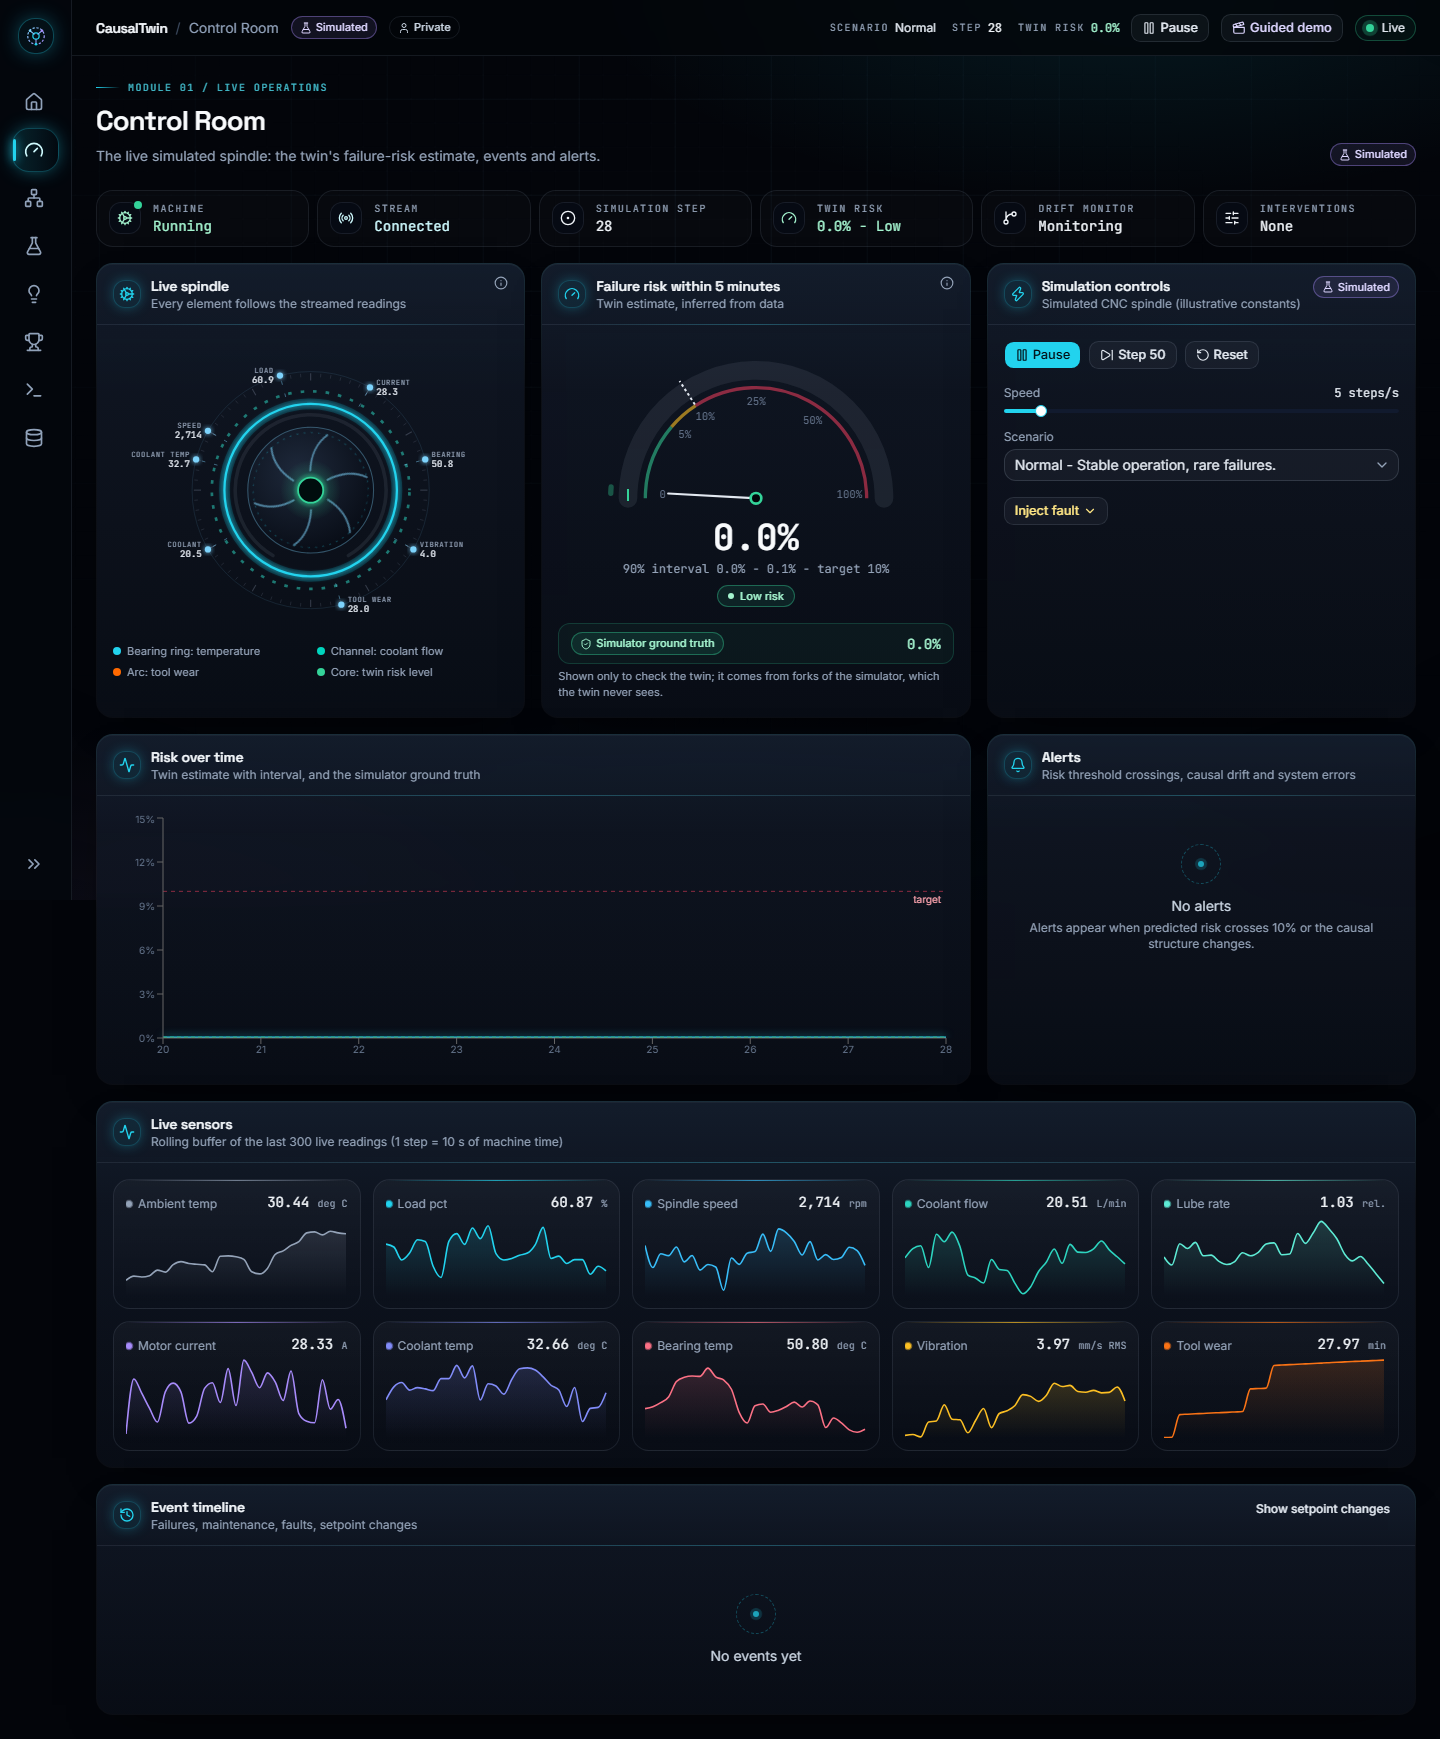 CausalTwin / Control Room Simulated Private SCENARIO Normal STEP 28 TWIN RISK 0.0% Pause Guided demo Live
MODULE 01 / LIVE OPERATIONS
Control Room
The live simulated spindle: the twin's failure-risk estimate, events and alerts.
Simulated
MACHINE
Running
STREAM
Connected
SIMULATION STEP
28
TWIN RISK
0.0% - Low
DRIFT MONITOR
Monitoring
INTERVENTIONS
None
Live spindle
Every element follows the streamed readings
LOAD
60.9
CURRENT
28.3
SPEED
2,714
COOLANT TEMP
32.7
BEARING
50.8
COOLANT
20.5
VIBRATION
4.0
TOOL WEAR
28.0
Bearing ring: temperature
Channel: coolant flow
Arc: tool wear
Core: twin risk level
Failure risk within 5 minutes
Twin estimate, inferred from data
0
5%
10%
25%
50%
100%
0.0%
90% interval 0.0% - 0.1% - target 10%
Low risk
Simulator ground truth 0.0%
Shown only to check the twin; it comes from forks of the simulator, which
the twin never sees.
Simulation controls
Simulated CNC spindle (illustrative constants)
Simulated
Pause Step 50 Reset
Speed 5 steps/s
Scenario
Normal - Stable operation, rare failures.
Inject fault
Risk over time
Twin estimate with interval, and the simulator ground truth
15%
12%
9%
6%
3%
0%
target
20 21 22 23 24 25 26 27 28
Alerts
Risk threshold crossings, causal drift and system errors
No alerts
Alerts appear when predicted risk crosses 10% or the causal
structure changes.
Live sensors
Rolling buffer of the last 300 live readings (1 step = 10 s of machine time)
Ambient temp 30.44 deg C
Load pct 60.87 %
Spindle speed 2,714 rpm
Coolant flow 20.51 L/min
Lube rate 1.03 rel.
Motor current 28.33 A
Coolant temp 32.66 deg C
Bearing temp 50.80 deg C
Vibration 3.97 mm/s RMS
Tool wear 27.97 min
Event timeline
Failures, maintenance, faults, setpoint changes
Show setpoint changes
No events yet